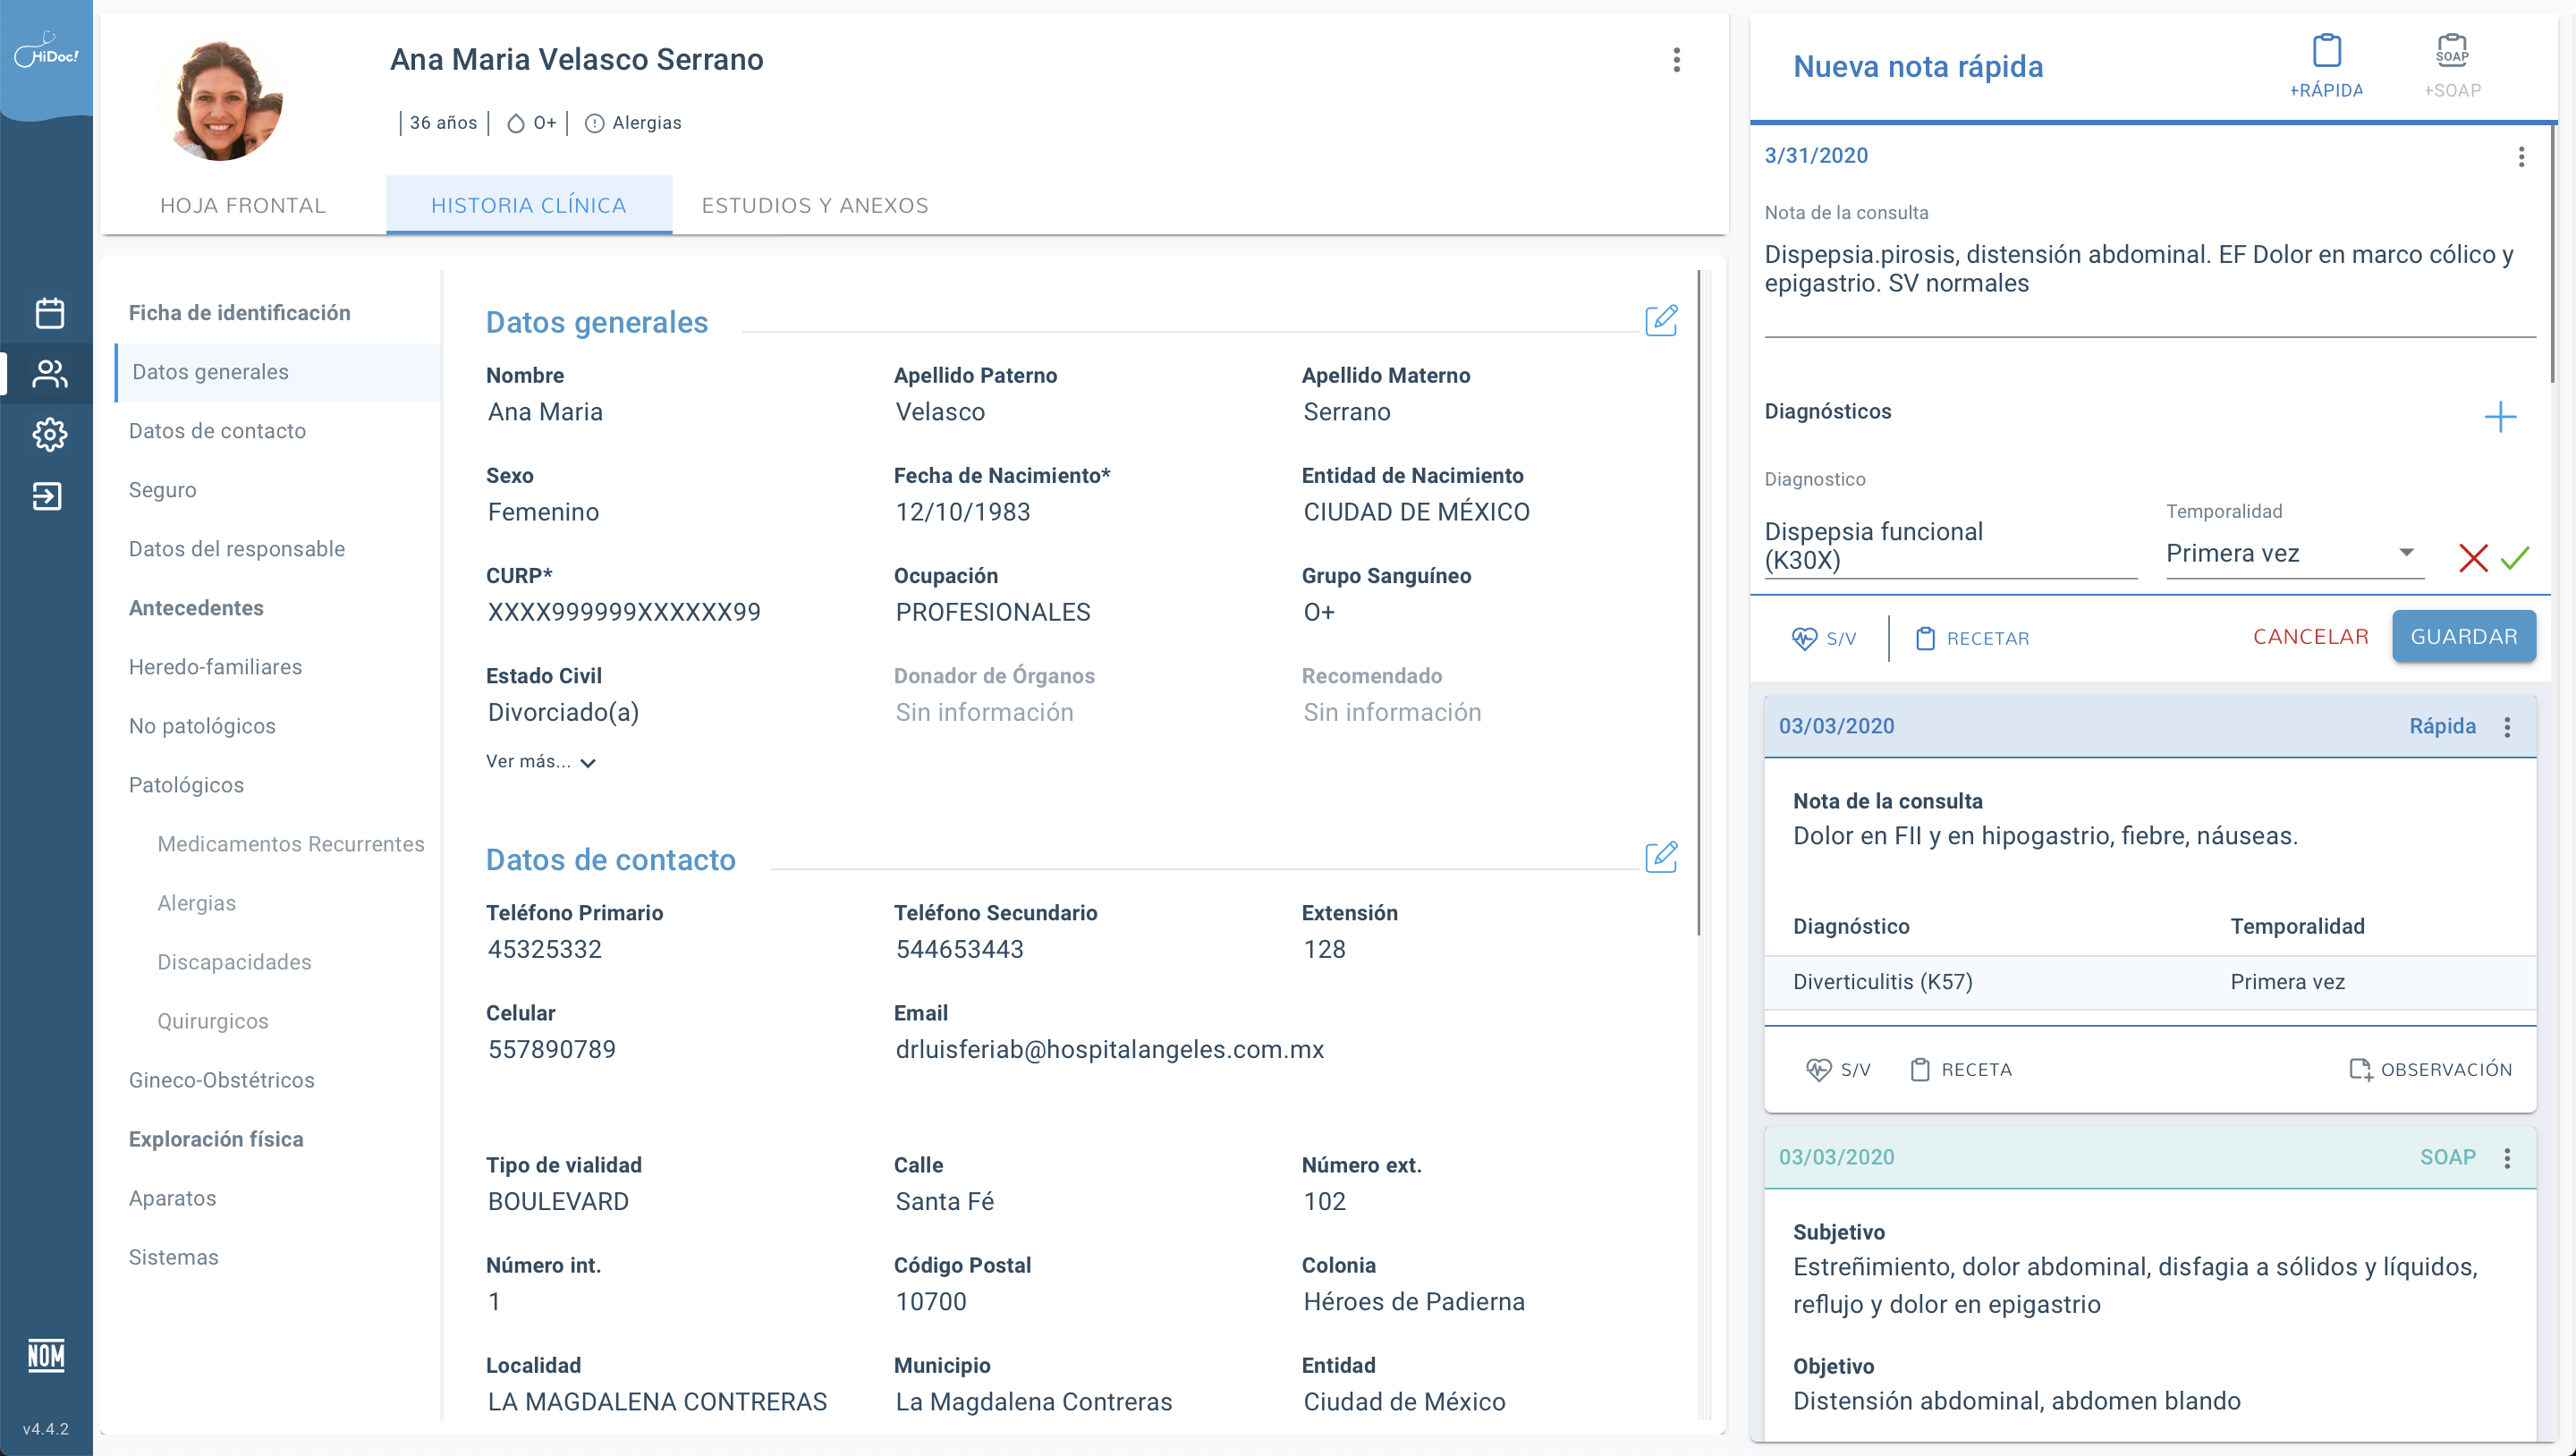 HiDoc!
Ana Maria Velasco Serrano
36 años
O+
Alergias
HOJA FRONTAL
HISTORIA CLÍNICA
ESTUDIOS Y ANEXOS
Ficha de identificación
Datos generales
Datos de contacto
Seguro
Datos del responsable
Antecedentes
Heredo-familiares
No patológicos
Patológicos
Medicamentos Recurrentes
Alergias
Discapacidades
Quirurgicos
Gineco-Obstétricos
Exploración física
Aparatos
Sistemas
NOM
v4.4.2
Datos generales
Nombre Apellido Paterno Apellido Materno
Ana Maria Velasco Serrano
Sexo Fecha de Nacimiento* Entidad de Nacimiento
Femenino 12/10/1983 CIUDAD DE MÉXICO
CURP* Ocupación Grupo Sanguíneo
XXXX999999XXXXXX99 PROFESIONALES O+
Estado Civil Donador de Órganos Recomendado
Divorciado(a) Sin información Sin información
Ver más...
Datos de contacto
Teléfono Primario Teléfono Secundario Extensión
45325332 544653443 128
Celular Email
557890789 drluisferiab@hospitalangeles.com.mx
Tipo de vialidad Calle Número ext.
BOULEVARD Santa Fé 102
Número int. Código Postal Colonia
1 10700 Héroes de Padierna
Localidad Municipio Entidad
LA MAGDALENA CONTRERAS La Magdalena Contreras Ciudad de México
Nueva nota rápida
+RÁPIDA
SOAP
+SOAP
3/31/2020
Nota de la consulta
Dispepsia.pirosis, distensión abdominal. EF Dolor en marco cólico y
epigastrio. SV normales
Diagnósticos
Diagnostico
Dispepsia funcional
(K30X)
Temporalidad
Primera vez
S/V
RECETAR
CANCELAR
GUARDAR
03/03/2020 Rápida
Nota de la consulta
Dolor en FII y en hipogastrio, fiebre, náuseas.
Diagnóstico Temporalidad
Diverticulitis (K57) Primera vez
S/V RECETA OBSERVACIÓN
03/03/2020 SOAP
Subjetivo
Estreñimiento, dolor abdominal, disfagia a sólidos y líquidos,
reflujo y dolor en epigastrio
Objetivo
Distensión abdominal, abdomen blando